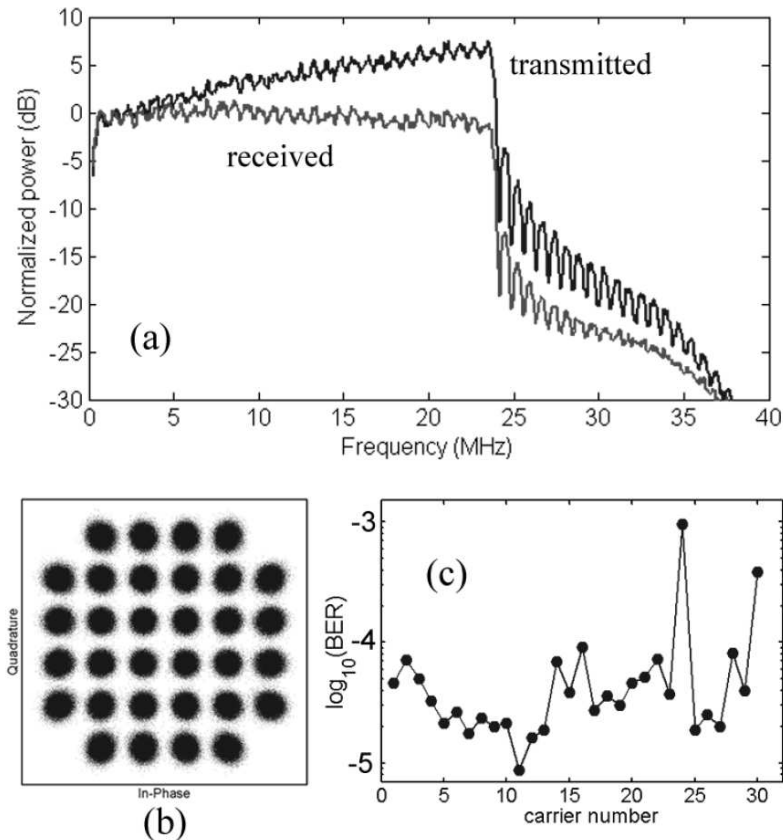 10
5
0
-5
-10
-15
-20
-25
-30
Normalized power (dB)
transmitted
received
(a)
0 5 10 15 20 25 30 35 40
Frequency (MHz)
Quadrature
In-Phase
(b)
(c)
-3
-4
-5
log10(BER)
0 5 10 15 20 25 30
carrier number